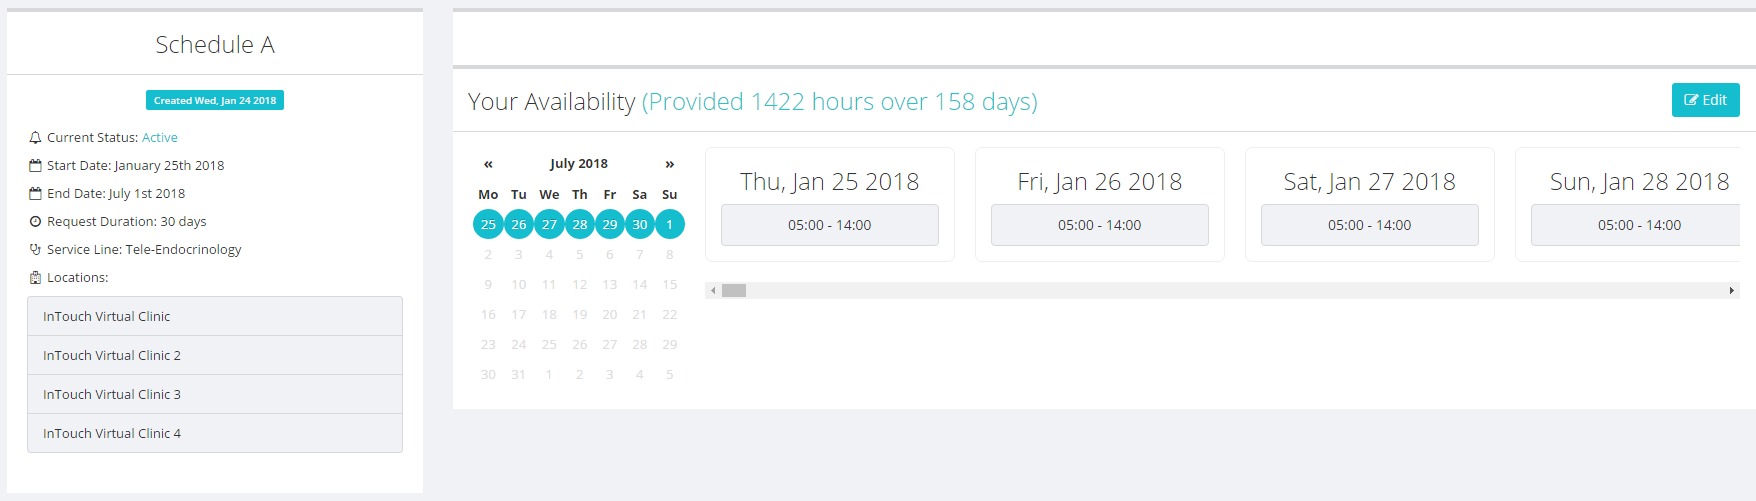 Schedule A
Created Wed, Jan 24 2018
Current Status: Active
Start Date: January 25th 2018
End Date: July 1st 2018
Request Duration: 30 days
Service Line: Tele-Endocrinology
Locations:
InTouch Virtual Clinic
InTouch Virtual Clinic 2
InTouch Virtual Clinic 3
InTouch Virtual Clinic 4
Your Availability (Provided 1422 hours over 158 days)
Edit
« July 2018 »
Mo Tu We Th Fr Sa Su
25 26 27 28 29 30 1
2 3 4 5 6 7 8
9 10 11 12 13 14 15
16 17 18 19 20 21 22
23 24 25 26 27 28 29
30 31 1 2 3 4 5
Thu, Jan 25 2018
05:00 - 14:00
Fri, Jan 26 2018
05:00 - 14:00
Sat, Jan 27 2018
05:00 - 14:00
Sun, Jan 28 2018
05:00 - 14:00